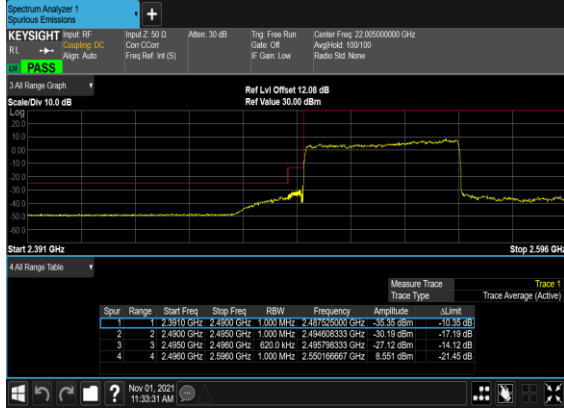 Spectrum Analyzer 1
Spurious Emissions
KEYSIGHT Input: RF Input Z: 50 Ω Atten: 30 dB Trig: Free Run Center Freq: 22.005000000 GHz
RL Coupling: DC Corr CCorr Gate: Off Avg|Hold: 100/100
Align: Auto Freq Ref: Int (S) IF Gain: Low Radio Std: None
PASS
3 All Range Graph
Ref Lvl Offset 12.08 dB
Scale/Div 10.0 dB Ref Value 30.00 dBm
Log
20.0
10.0
0.00
-10.0
-20.0
-30.0
-40.0
-50.0
-60.0
Start 2.391 GHz Stop 2.596 GHz
4 All Range Table
Measure Trace Trace 1
Trace Type Trace Average (Active)
Spur Range Start Freq Stop Freq RBW Frequency Amplitude ΔLimit
1 1 2.3910 GHz 2.4900 GHz 1.000 MHz 2.487525000 GHz -35.35 dBm -10.35 dB
2 2 2.4900 GHz 2.4950 GHz 1.000 MHz 2.494608333 GHz -30.19 dBm -17.19 dB
3 3 2.4950 GHz 2.4960 GHz 620.0 kHz 2.495798333 GHz -27.12 dBm -14.12 dB
4 4 2.4960 GHz 2.5960 GHz 1.000 MHz 2.550166667 GHz 8.551 dBm -21.45 dB
? Nov 01, 2021
11:33:31 AM